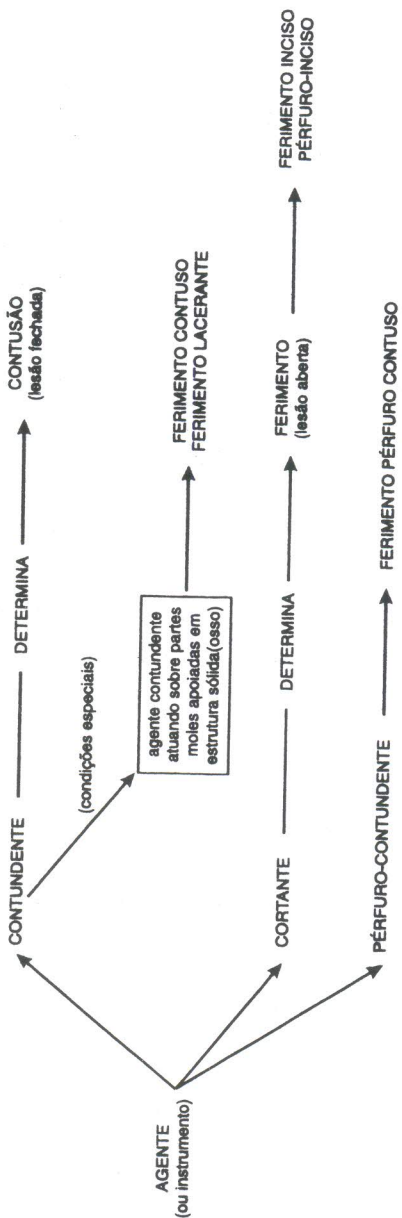 AGENTE
(ou instrumento)
CONTUNDENTE
DETERMINA
CONTUSÃO
(lesão fechada)
(condições especiais)
agente contundente
atuando sobre partes
moles apoiadas em
estrutura sólida(osso)
FERIMENTO CONTUSO
FERIMENTO LACERANTE
CORTANTE
DETERMINA
FERIMENTO
(lesão aberta)
FERIMENTO INCISO
PÉRFURO-INCISO
PÉRFURO-CONTUNDENTE
FERIMENTO PÉRFURO CONTUSO